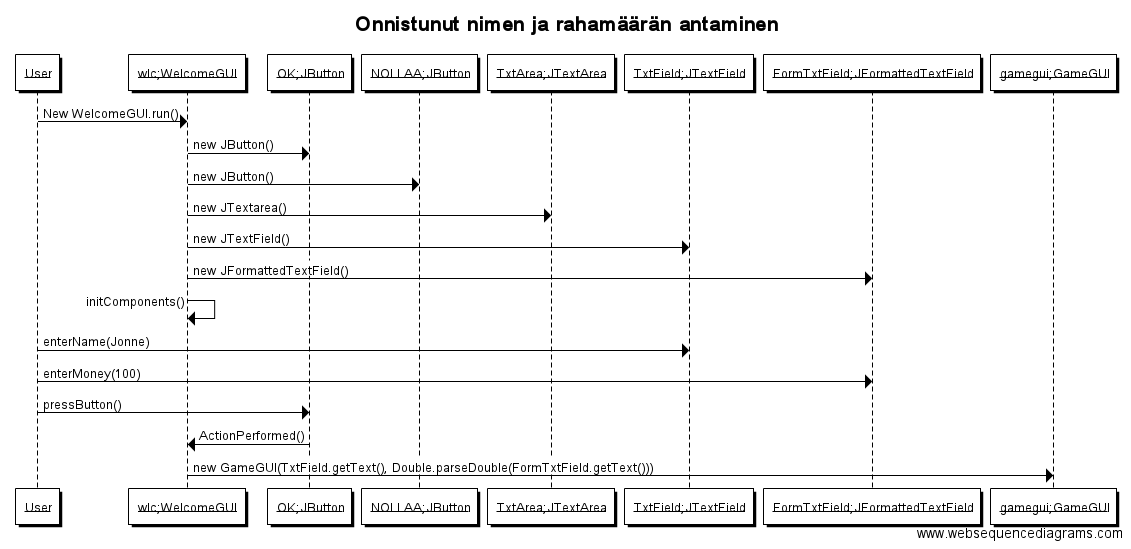 Onnistunut nimen ja rahamäärän antaminen
User wlc;WelcomeGUI OK;JButton NOLLAA;JButton TxtArea;JTextArea TxtField;JTextField FormTxtField;JFormattedTextField gamegui;GameGUI
New WelcomeGUI.run()
new JButton()
new JButton()
new JTextarea()
new JTextField()
new JFormattedTextField()
initComponents()
enterName(Jonne)
enterMoney(100)
pressButton()
ActionPerformed()
new GameGUI(TxtField.getText(), Double.parseDouble(FormTxtField.getText()))
User wlc;WelcomeGUI OK;JButton NOLLAA;JButton TxtArea;JTextArea TxtField;JTextField FormTxtField;JFormattedTextField gamegui;GameGUI
www.websequencediagrams.com